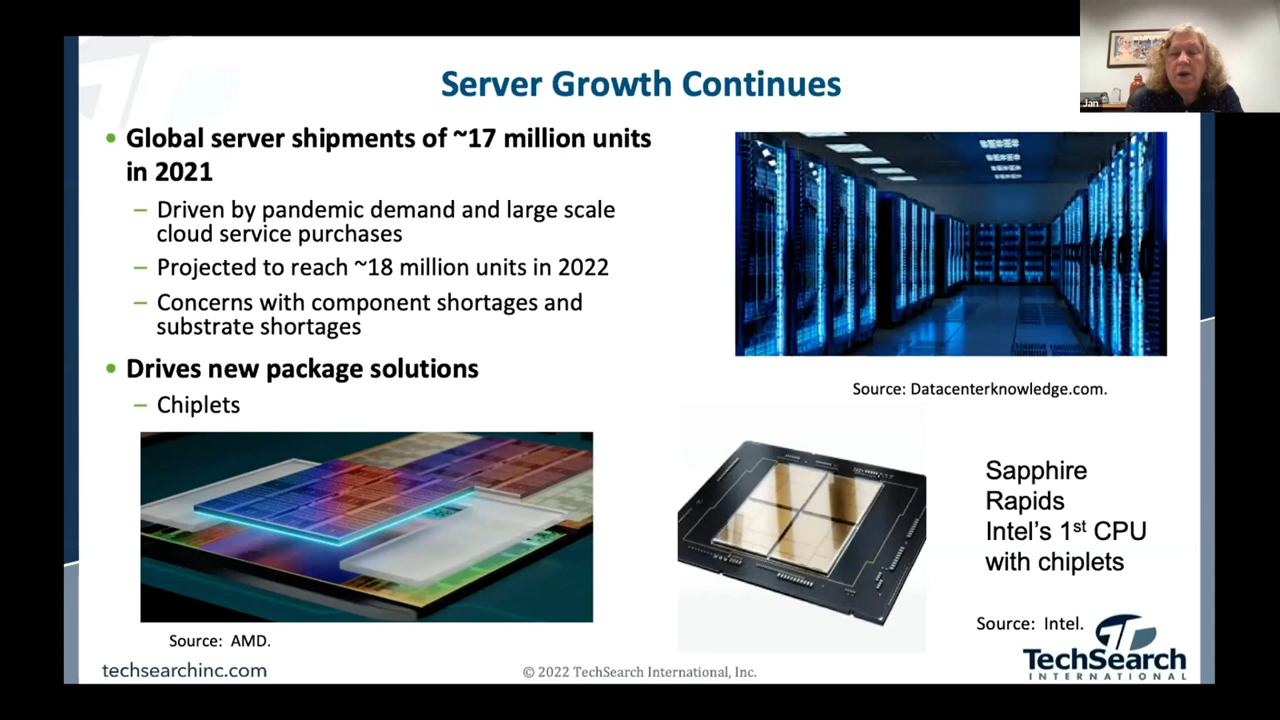 Server Growth Continues
Jan
• Global server shipments of ~17 million units
in 2021
– Driven by pandemic demand and large scale
cloud service purchases
– Projected to reach ~18 million units in 2022
– Concerns with component shortages and
substrate shortages
• Drives new package solutions
– Chiplets
Source: Datacenterknowledge.com.
Sapphire
Rapids
Intel's 1st CPU
with chiplets
Source: AMD.
Source: Intel.
techsearchinc.com
© 2022 TechSearch International, Inc.
TechSearch
INTERNATIONAL